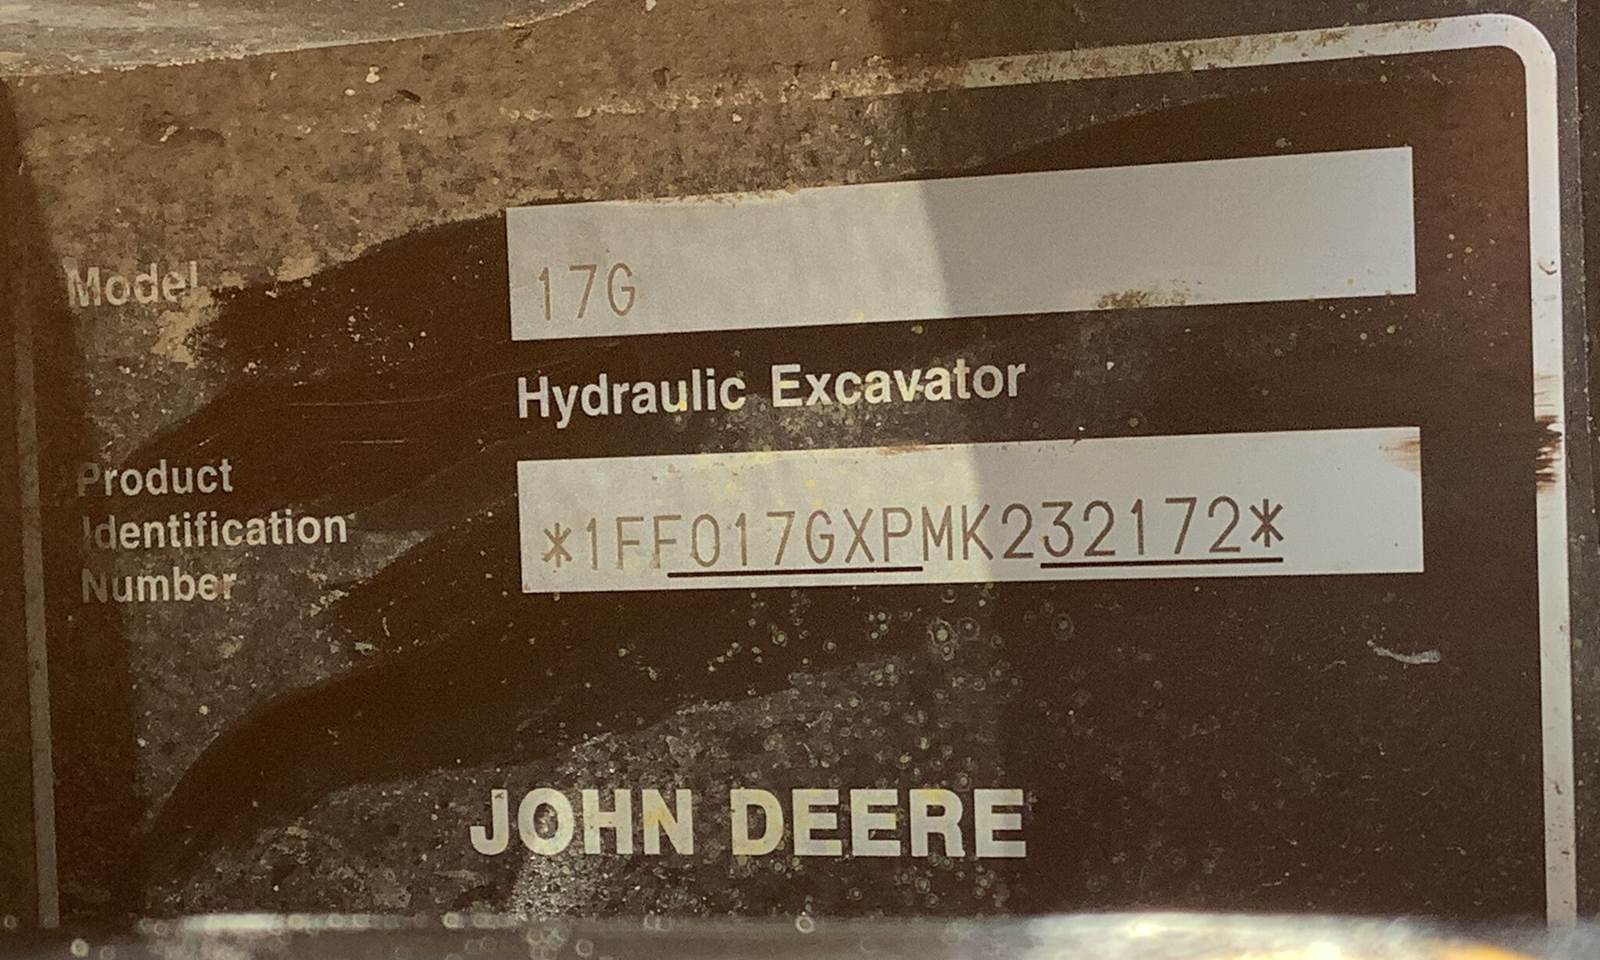 Model
17G
Hydraulic Excavator
Product
Identification
Number
*1FF017GXPMK232172*
JOHN DEERE